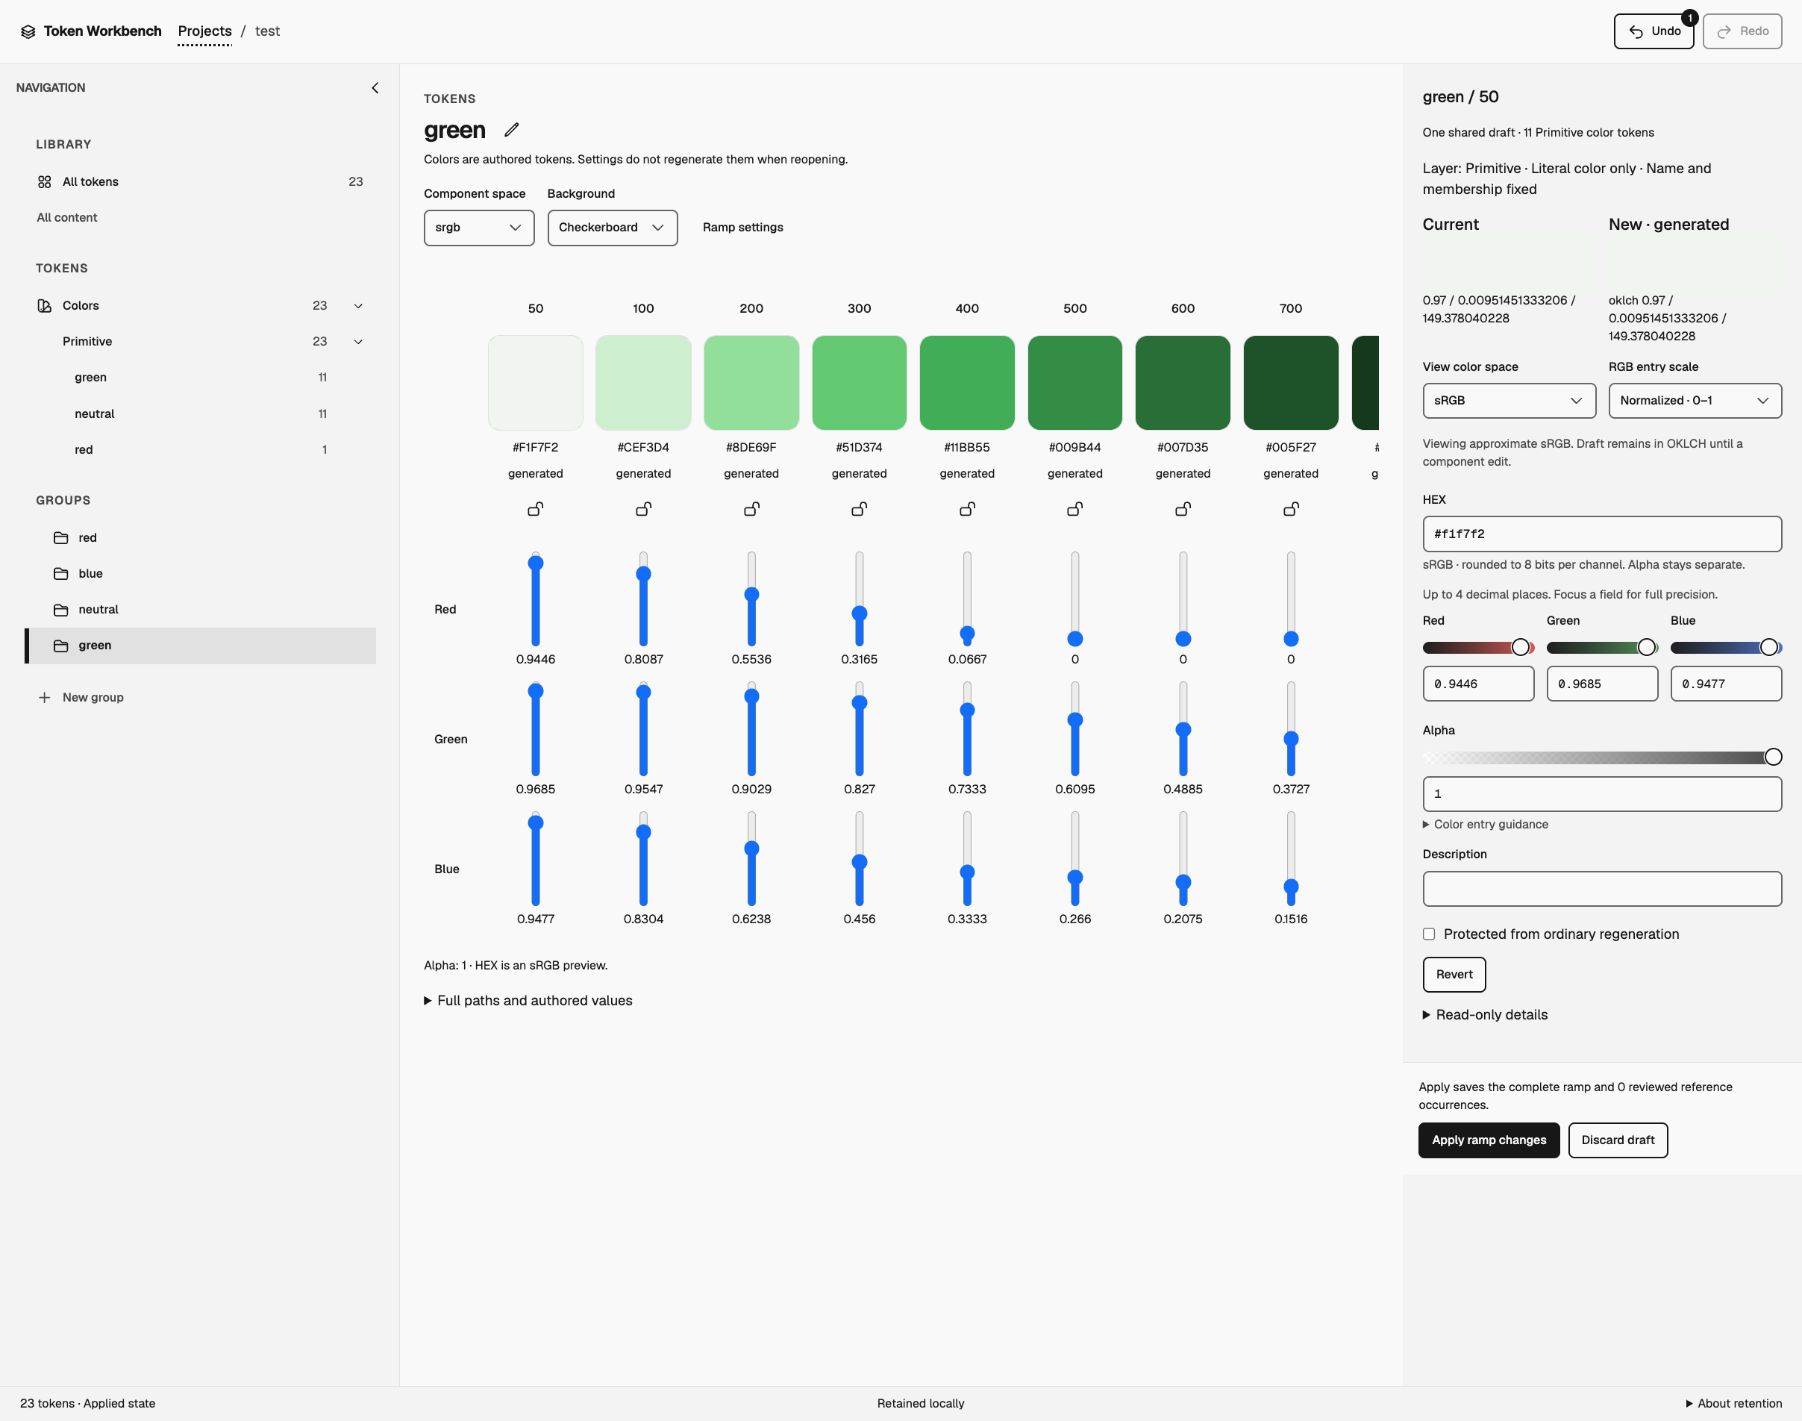 Token Workbench Projects / test
Undo 1 Redo
NAVIGATION
LIBRARY
All tokens 23
All content
TOKENS
Colors 23
Primitive 23
green 11
neutral 11
red 1
GROUPS
red
blue
neutral
green
New group
TOKENS
green
Colors are authored tokens. Settings do not regenerate them when reopening.
Component space Background
srgb Checkerboard Ramp settings
50 100 200 300 400 500 600 700
#F1F7F2 #CEF3D4 #8DE69F #51D374 #11BB55 #009B44 #007D35 #005F27 #
generated generated generated generated generated generated generated generated g
Red
0.9446 0.8087 0.5536 0.3165 0.0667 0 0 0
Green
0.9685 0.9547 0.9029 0.827 0.7333 0.6095 0.4885 0.3727
Blue
0.9477 0.8304 0.6238 0.456 0.3333 0.266 0.2075 0.1516
Alpha: 1 · HEX is an sRGB preview.
Full paths and authored values
green / 50
One shared draft · 11 Primitive color tokens
Layer: Primitive · Literal color only · Name and
membership fixed
Current New · generated
0.97 / 0.00951451333206 /
149.378040228
oklch 0.97 /
0.00951451333206 /
149.378040228
View color space RGB entry scale
sRGB Normalized · 0–1
Viewing approximate sRGB. Draft remains in OKLCH until a
component edit.
HEX
#f1f7f2
sRGB · rounded to 8 bits per channel. Alpha stays separate.
Up to 4 decimal places. Focus a field for full precision.
Red Green Blue
0.9446 0.9685 0.9477
Alpha
1
Color entry guidance
Description
Protected from ordinary regeneration
Revert
Read-only details
Apply saves the complete ramp and 0 reviewed reference
occurrences.
Apply ramp changes Discard draft
23 tokens · Applied state Retained locally About retention